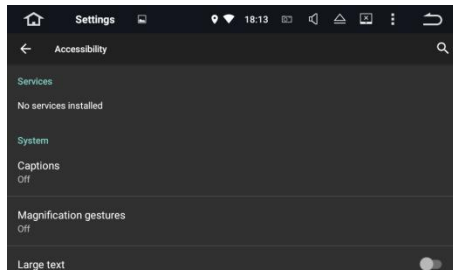 Settings 18:13
Accessibility
Services
No services installed
System
Captions
Off
Magnification gestures
Off
Large text